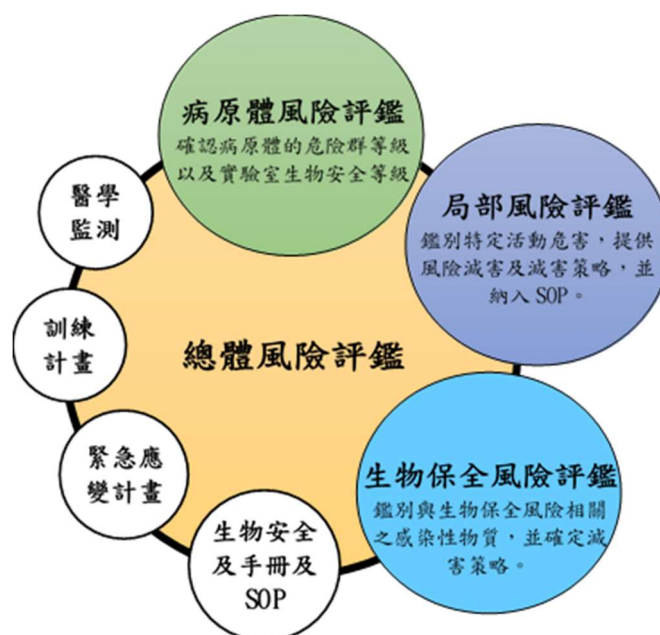 病原體風險評鑑
確認病原體的危險群等級
以及實驗室生物安全等級
局部風險評鑑
鑑別特定活動危害，提供
風險減害及減害策略，並
納入 SOP。
生物保全風險評鑑
鑑別與生物保全風險相關
之感染性物質，並確定減
害策略。
生物安全
及手冊及
SOP
緊急應
變計畫
訓練
計畫
醫學
監測
總體風險評鑑